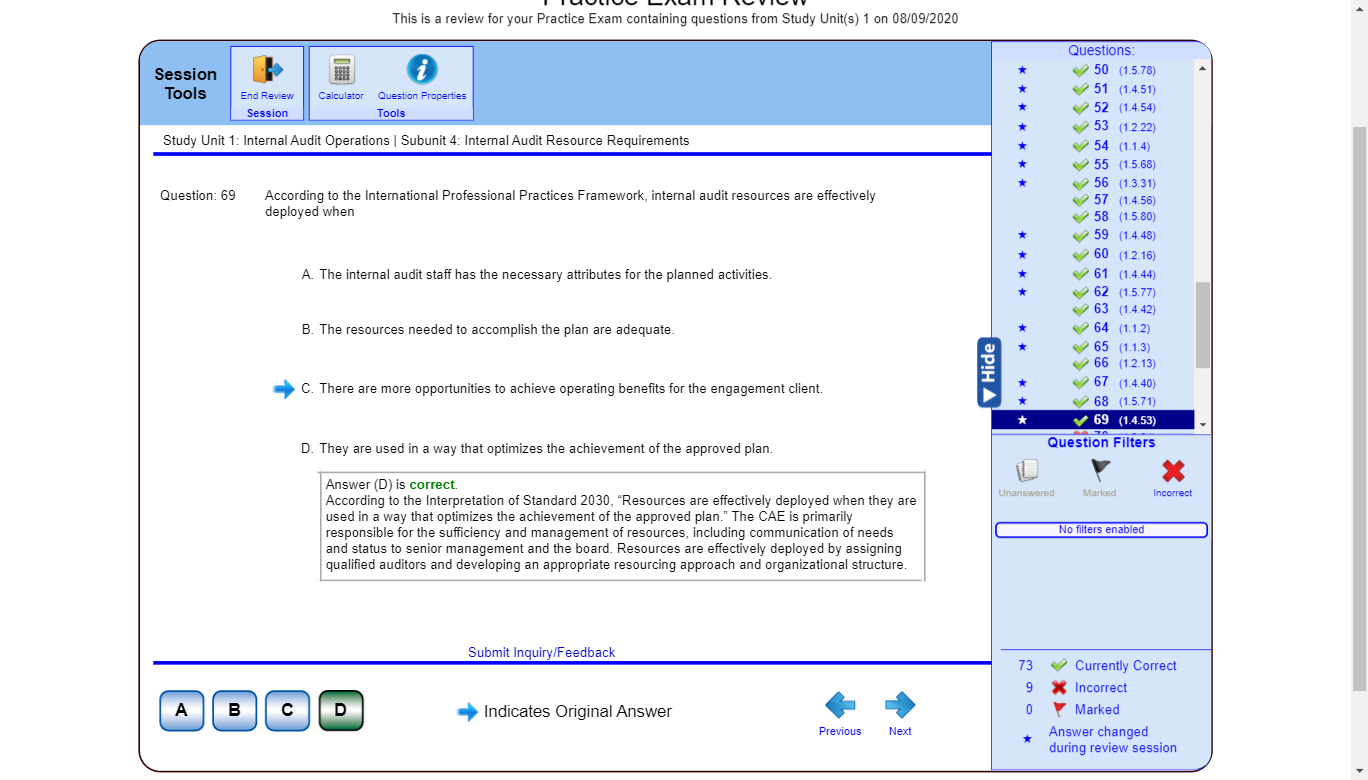 Practice Exam Review
This is a review for your Practice Exam containing questions from Study Unit(s) 1 on 08/09/2020
Session
Tools
End Review
Session
Calculator
Question Properties
Tools
Study Unit 1: Internal Audit Operations | Subunit 4: Internal Audit Resource Requirements
Question: 69
According to the International Professional Practices Framework, internal audit resources are effectively
deployed when
A. The internal audit staff has the necessary attributes for the planned activities.
B. The resources needed to accomplish the plan are adequate.
C. There are more opportunities to achieve operating benefits for the engagement client.
D. They are used in a way that optimizes the achievement of the approved plan.
Answer (D) is correct.
According to the Interpretation of Standard 2030, “Resources are effectively deployed when they are
used in a way that optimizes the achievement of the approved plan.” The CAE is primarily
responsible for the sufficiency and management of resources, including communication of needs
and status to senior management and the board. Resources are effectively deployed by assigning
qualified auditors and developing an appropriate resourcing approach and organizational structure.
Submit Inquiry/Feedback
A
B
C
D
Indicates Original Answer
Previous
Next
Hide
Questions:
50 (1.5.78)
51 (1.4.51)
52 (1.4.54)
53 (1.2.22)
54 (1.1.4)
55 (1.5.68)
56 (1.3.31)
57 (1.4.56)
58 (1.5.80)
59 (1.4.48)
60 (1.2.16)
61 (1.4.44)
62 (1.5.77)
63 (1.4.42)
64 (1.1.2)
65 (1.1.3)
66 (1.2.13)
67 (1.4.40)
68 (1.5.71)
69 (1.4.53)
Question Filters
Unanswered
Marked
Incorrect
No filters enabled
73 Currently Correct
9 Incorrect
0 Marked
Answer changed
during review session